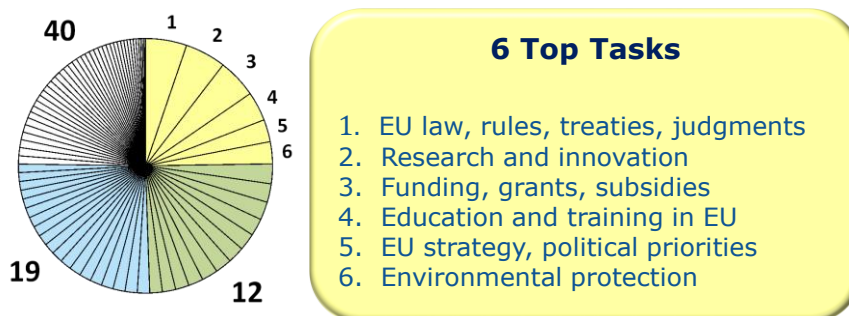 40
1
2
3
4
5
6
19
12
6 Top Tasks
1. EU law, rules, treaties, judgments
2. Research and innovation
3. Funding, grants, subsidies
4. Education and training in EU
5. EU strategy, political priorities
6. Environmental protection